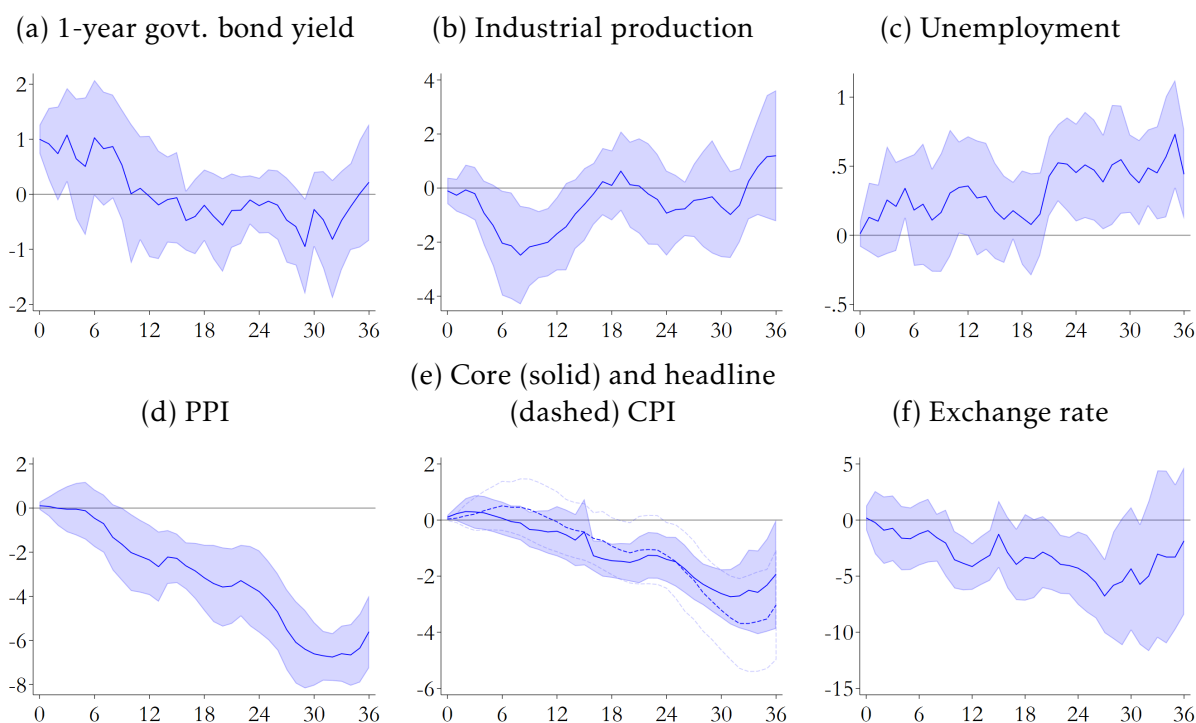 (a) 1-year govt. bond yield
(b) Industrial production
(c) Unemployment
2
1
0
-1
-2
0 6 12 18 24 30 36
4
2
0
-2
-4
0 6 12 18 24 30 36
1
.5
0
-.5
0 6 12 18 24 30 36
(d) PPI
(e) Core (solid) and headline
(dashed) CPI
(f) Exchange rate
2
0
-2
-4
-6
-8
0 6 12 18 24 30 36
2
0
-2
-4
-6
0 6 12 18 24 30 36
5
0
-5
-10
-15
0 6 12 18 24 30 36